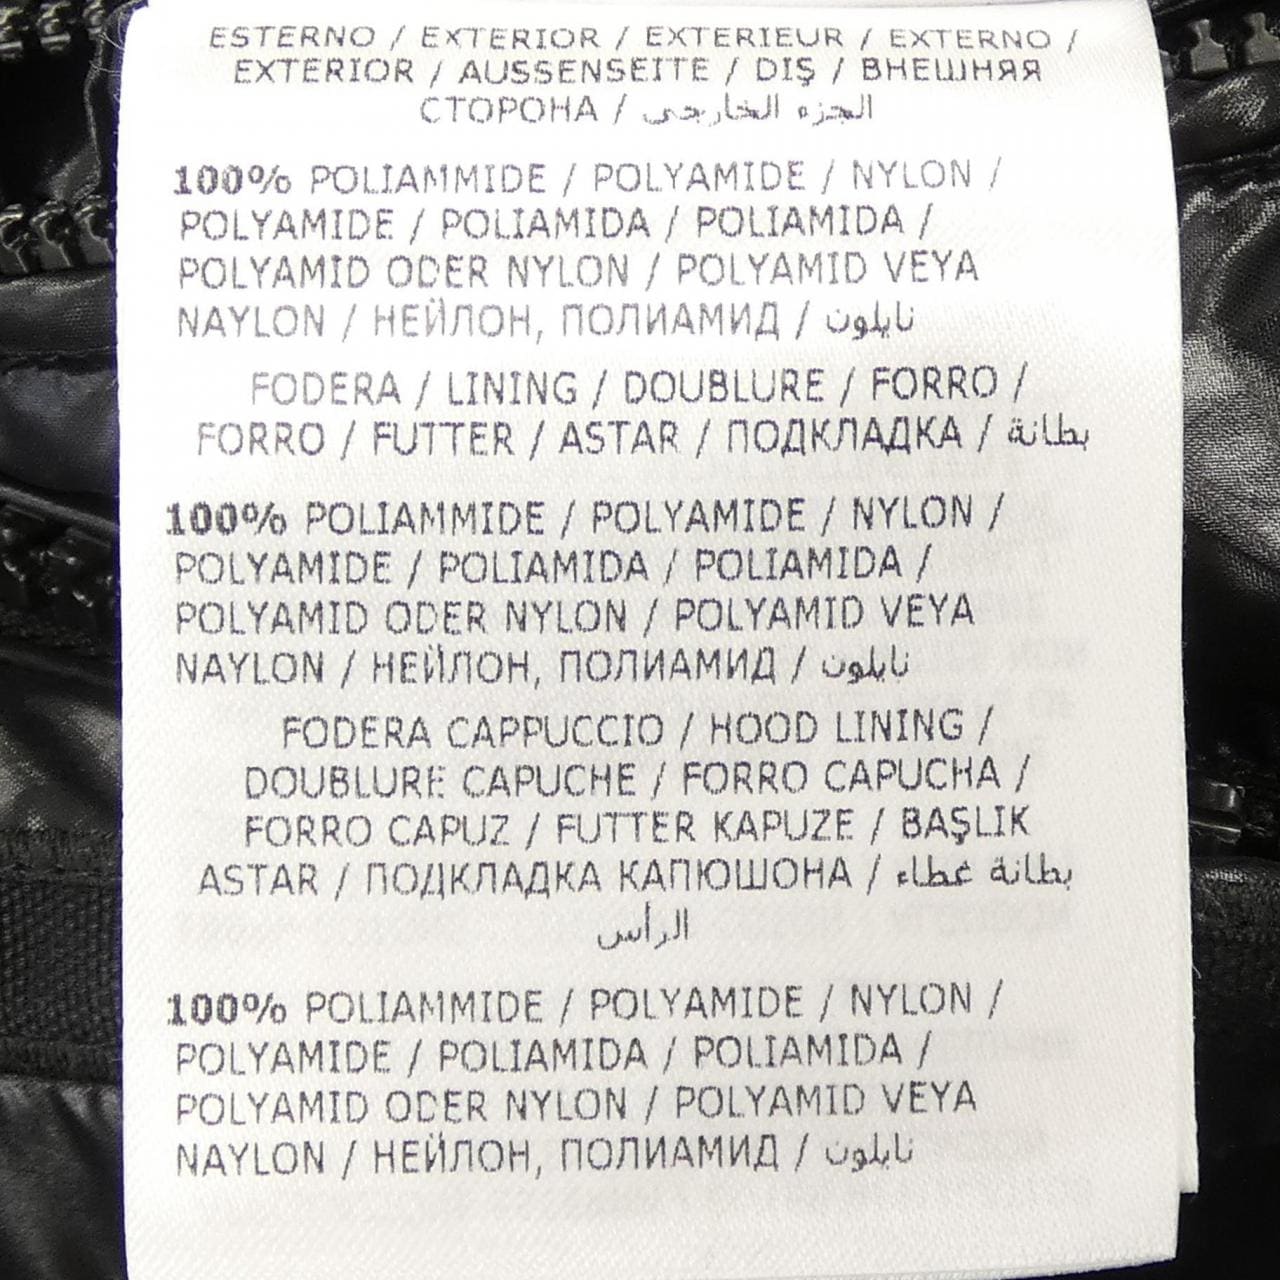 ESTERNO / EXTERIOR / EXTERIEUR / EXTERNO /
EXTERIOR / AUSSENSEITE / DIŞ / ВНЕШНЯЯ
СТОРОНА / الجزء الخارجي
100% POLIAMMIDE / POLYAMIDE / NYLON /
POLYAMIDE / POLIAMIDA / POLIAMIDA /
POLYAMID ODER NYLON / POLYAMID VEYA
NAYLON / НЕЙЛОН, ПОЛИАМИД / نايلون
FODERA / LINING / DOUBLURE / FORRO /
FORRO / FUTTER / ASTAR / ПОДКЛАДКА / بطانة
100% POLIAMMIDE / POLYAMIDE / NYLON /
POLYAMIDE / POLIAMIDA / POLIAMIDA /
POLYAMID ODER NYLON / POLYAMID VEYA
NAYLON / НЕЙЛОН, ПОЛИАМИД / نايلون
FODERA CAPPUCCIO / HOOD LINING /
DOUBLURE CAPUCHE / FORRO CAPUCHA /
FORRO CAPUZ / FUTTER KAPUZE / BAŞLIK
ASTAR / ПОДКЛАДКА КАПЮШОНА / بطانة غطاء
الرأس
100% POLIAMMIDE / POLYAMIDE / NYLON /
POLYAMIDE / POLIAMIDA / POLIAMIDA /
POLYAMID ODER NYLON / POLYAMID VEYA
NAYLON / НЕЙЛОН, ПОЛИАМИД / نايلون